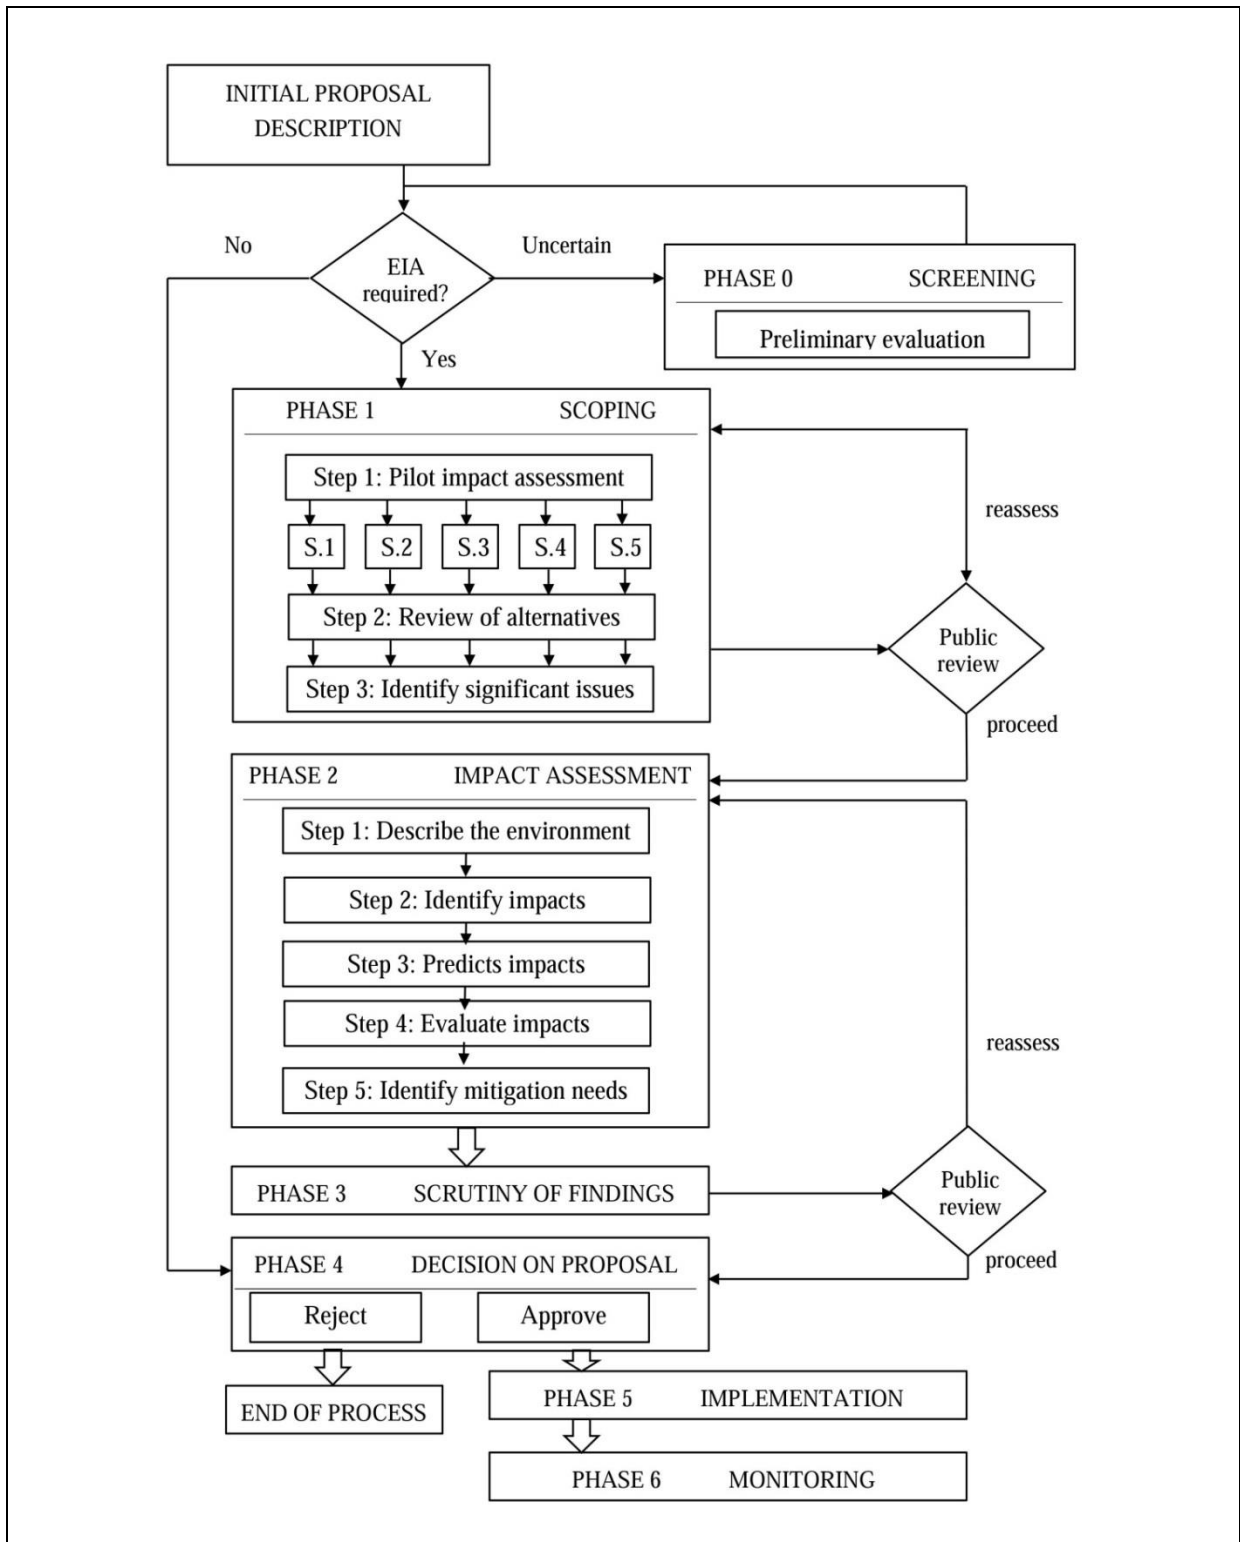 INITIAL PROPOSAL
DESCRIPTION
No
Uncertain
EIA
required?
PHASE 0 SCREENING
Preliminary evaluation
Yes
PHASE 1 SCOPING
Step 1: Pilot impact assessment
S.1 S.2 S.3 S.4 S.5
Step 2: Review of alternatives
Step 3: Identify significant issues
reassess
Public
review
proceed
PHASE 2 IMPACT ASSESSMENT
Step 1: Describe the environment
Step 2: Identify impacts
Step 3: Predicts impacts
Step 4: Evaluate impacts
Step 5: Identify mitigation needs
reassess
PHASE 3 SCRUTINY OF FINDINGS
Public
review
proceed
PHASE 4 DECISION ON PROPOSAL
Reject Approve
END OF PROCESS
PHASE 5 IMPLEMENTATION
PHASE 6 MONITORING